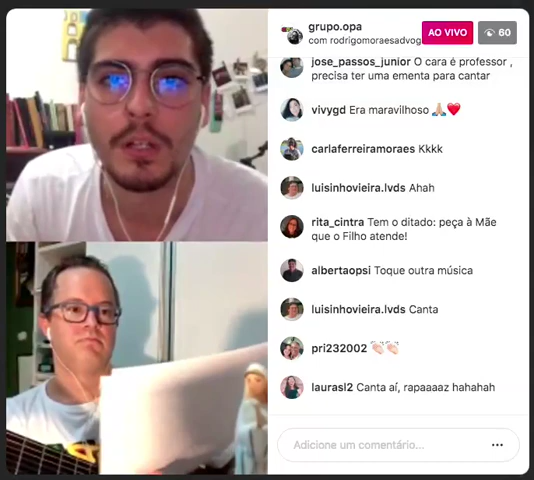 grupo.opa
com rodrigomoraesadvog
AO VIVO
60
jose_passos_junior O cara é professor ,
precisa ter uma ementa para cantar
vivygd Era maravilhoso 🙏🏼❤️
carlaferreiramoraes Kkkk
luisinhovieira.lvds Ahah
rita_cintra Tem o ditado: peça à Mãe
que o Filho atende!
albertaopsi Toque outra música
luisinhovieira.lvds Canta
pri232002 👏🏻👏🏻
laurasl2 Canta aí, rapaaaaz hahahah
Adicione um comentário...